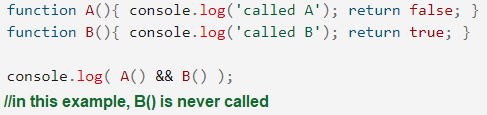 function A(){ console.log('called A'); return false; }
function B(){ console.log('called B'); return true; }
console.log( A() && B() );
//in this example, B() is never called